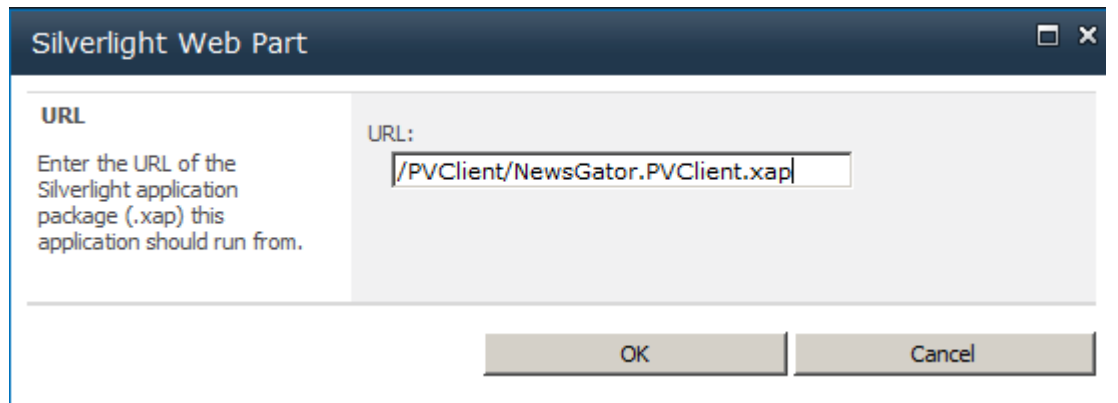 Silverlight Web Part
URL
Enter the URL of the
Silverlight application
package (.xap) this
application should run from.
URL:
/PVClient/NewsGator.PVClient.xap
OK
Cancel